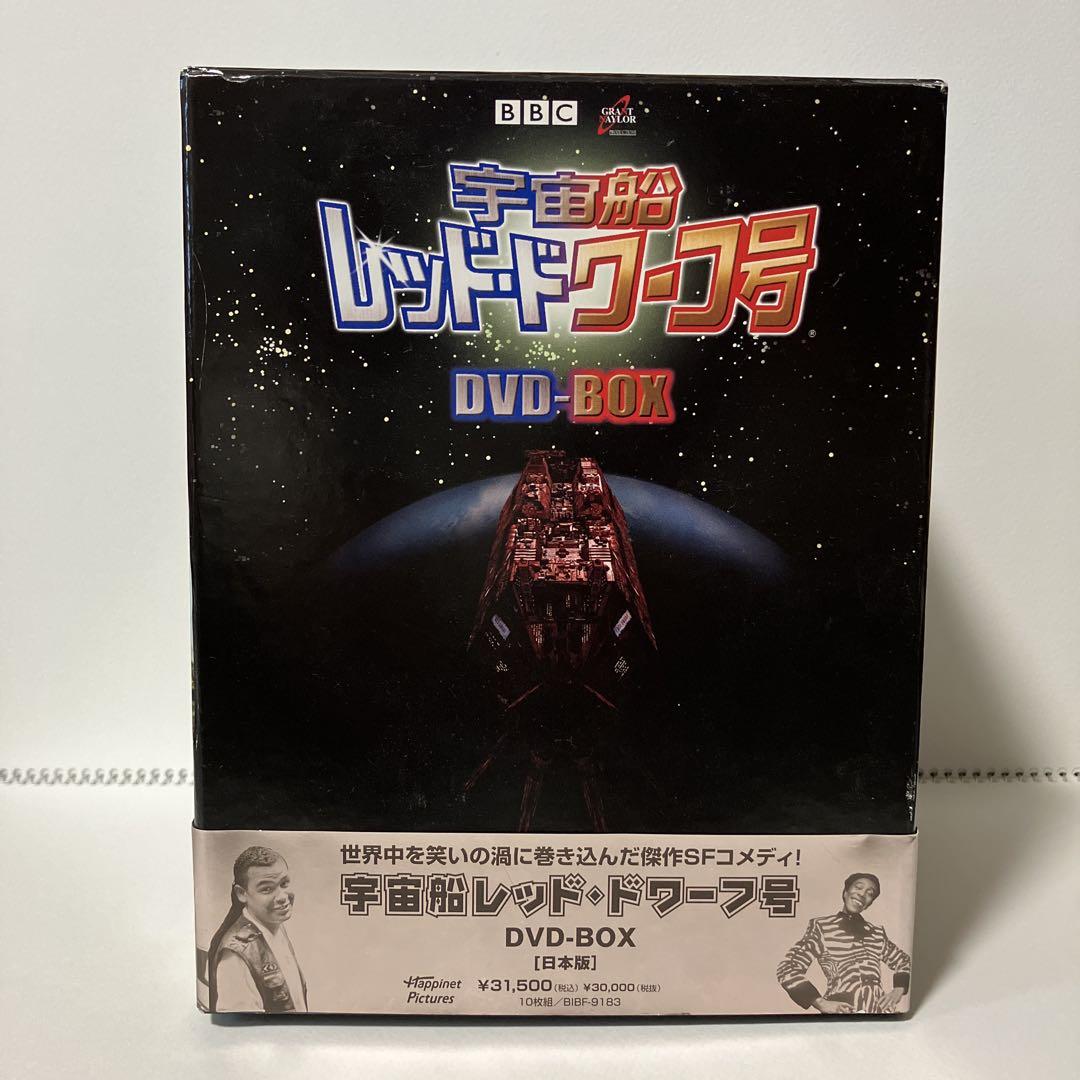 BBC
GRANT
NAYLOR
PRODUCTIONS
宇宙船
レッド・ドワーフ号
®
DVD-BOX
世界中を笑いの渦に巻き込んだ傑作SFコメディ!
宇宙船レッド・ドワーフ号
DVD-BOX
[日本版]
Happinet
Pictures
¥31,500(税込) ¥30,000(税抜)
10枚組/BIBF-9183